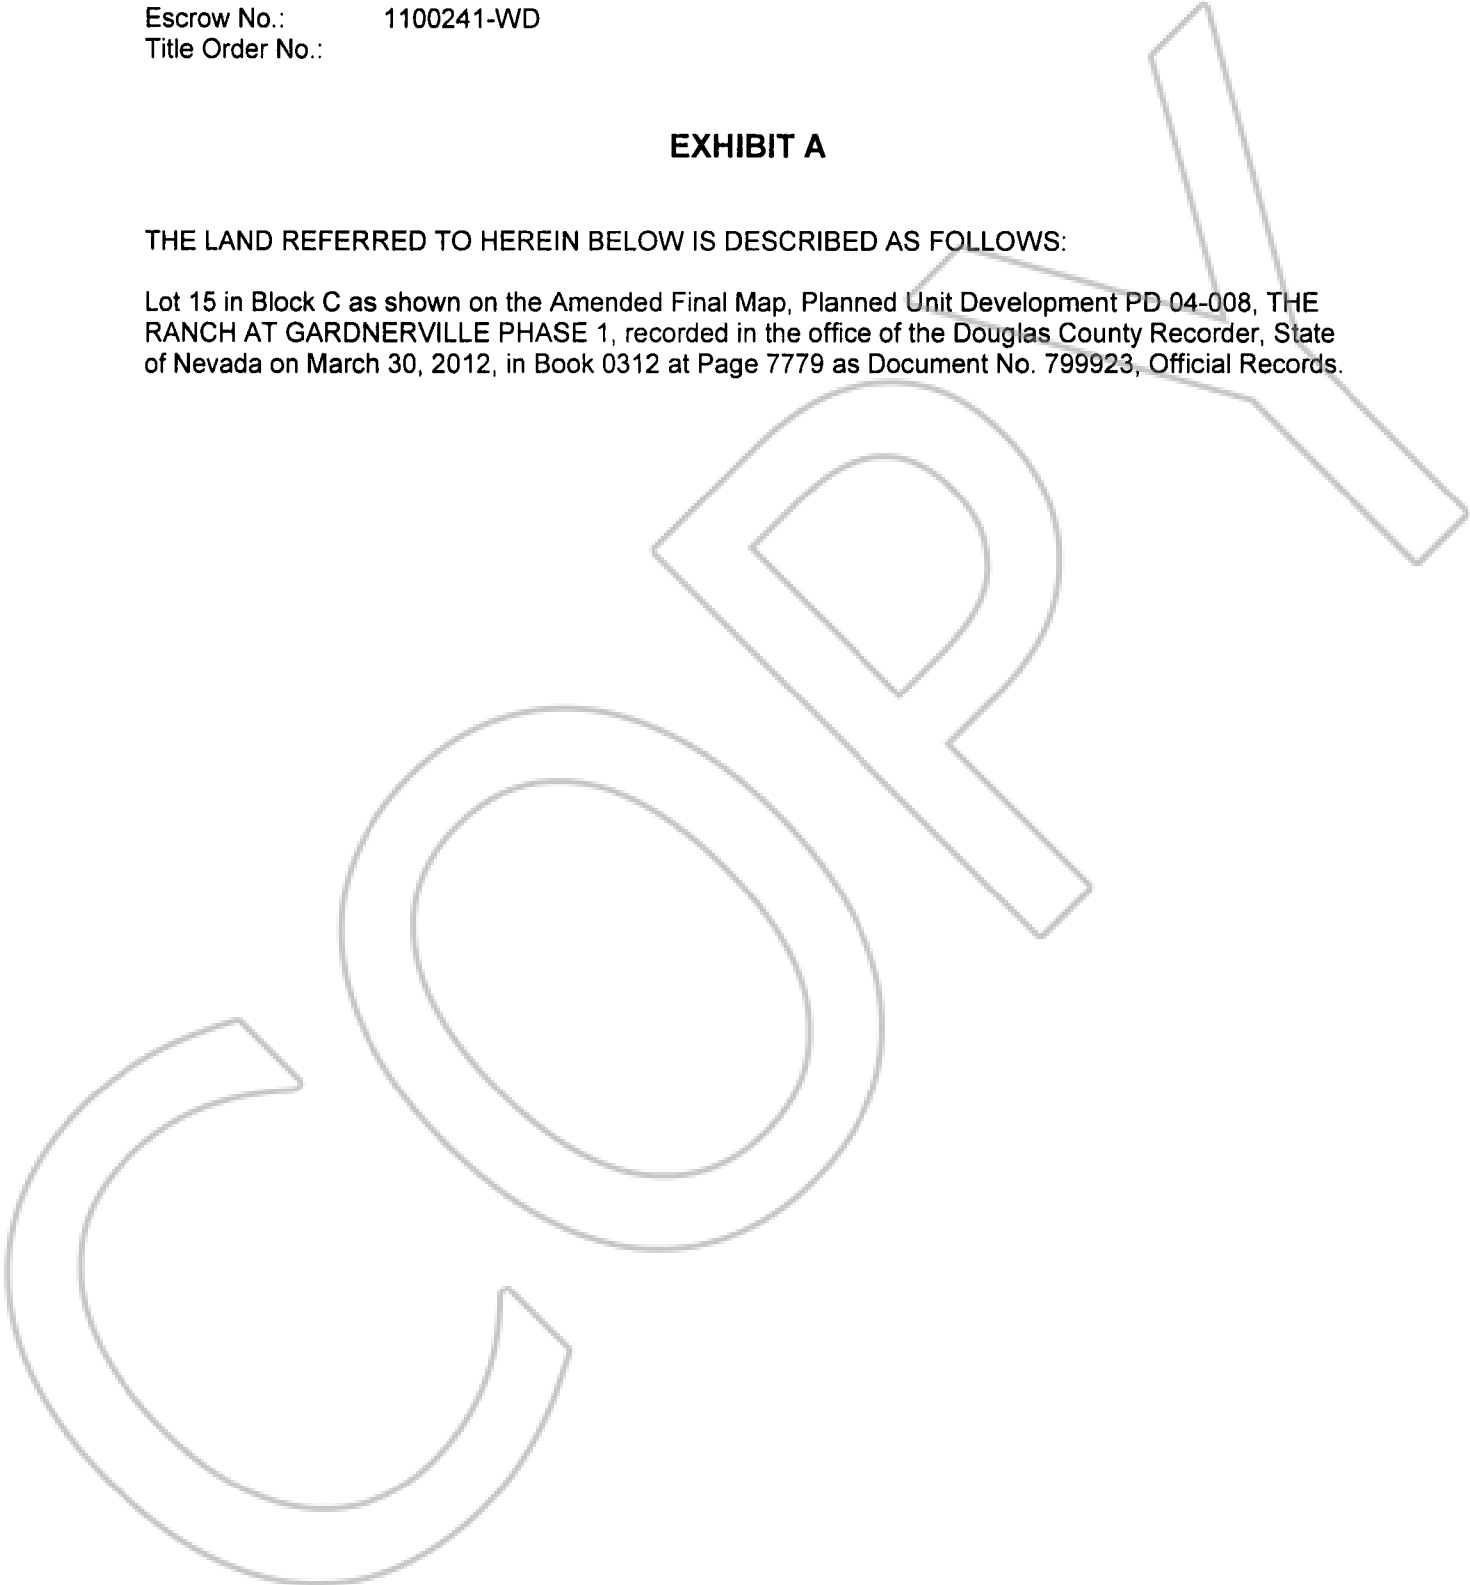 Escrow No.: 1100241-WD
Title Order No.:
EXHIBIT A
THE LAND REFERRED TO HEREIN BELOW IS DESCRIBED AS FOLLOWS:
Lot 15 in Block C as shown on the Amended Final Map, Planned Unit Development PD 04-008, THE
RANCH AT GARDNERVILLE PHASE 1, recorded in the office of the Douglas County Recorder, State
of Nevada on March 30, 2012, in Book 0312 at Page 7779 as Document No. 799923, Official Records.
COPY